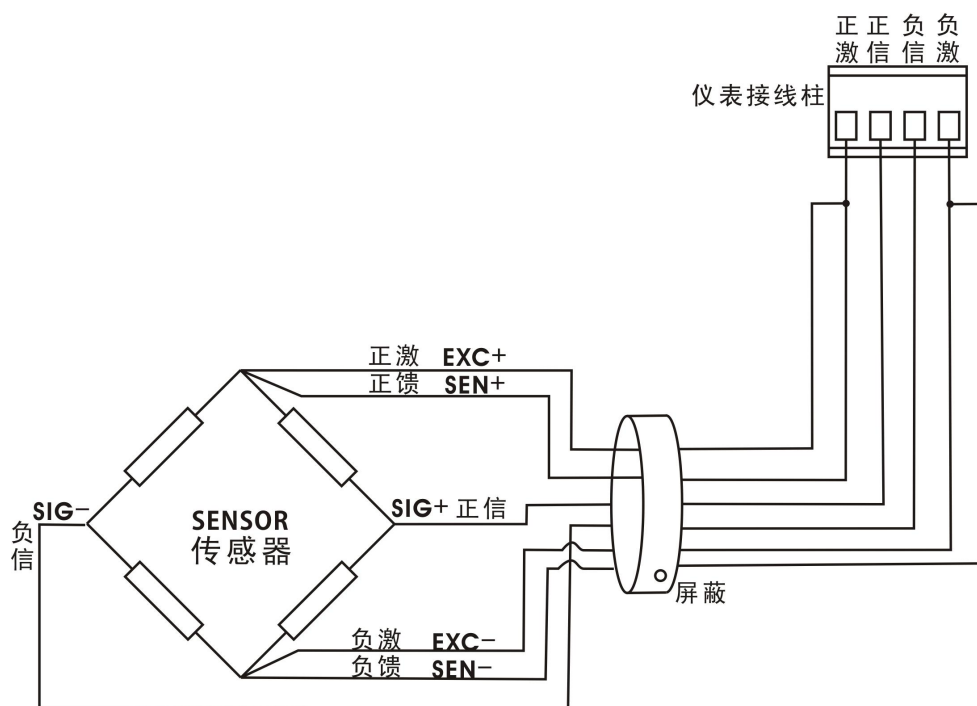 正激 正信 负信 负激
仪表接线柱
正激 EXC+
正馈 SEN+
SIG−
负信
SENSOR
传感器
SIG+ 正信
屏蔽
负激 EXC−
负馈 SEN−